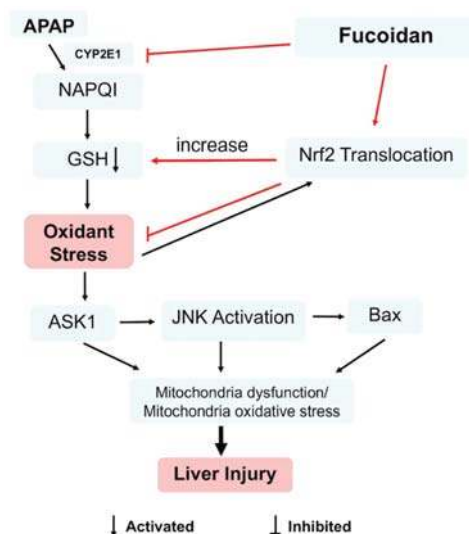 APAP
Fucoidan
CYP2E1
NAPQI
increase
GSH
Nrf2 Translocation
Oxidant
Stress
ASK1
JNK Activation
Bax
Mitochondria dysfunction/
Mitochondria oxidative stress
Liver Injury
Activated
Inhibited